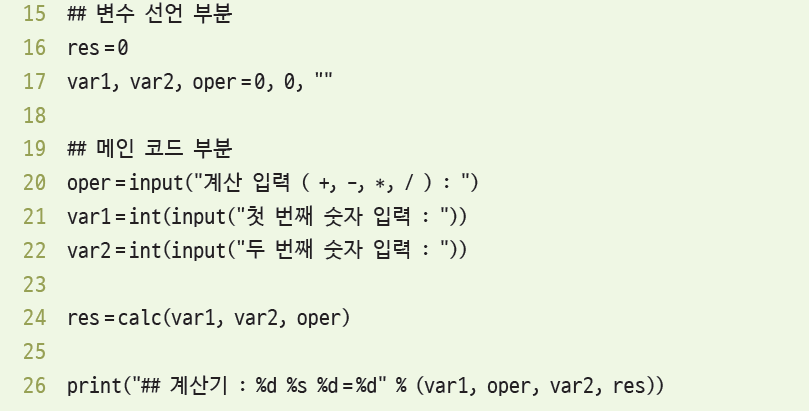 15 ## 변수 선언 부분
16 res=0
17 var1, var2, oper=0, 0, ""
18
19 ## 메인 코드 부분
20 oper=input("계산 입력 ( +, -, *, / ) : ")
21 var1=int(input("첫 번째 숫자 입력 : "))
22 var2=int(input("두 번째 숫자 입력 : "))
23
24 res=calc(var1, var2, oper)
25
26 print("## 계산기 : %d %s %d=%d" % (var1, oper, var2, res))